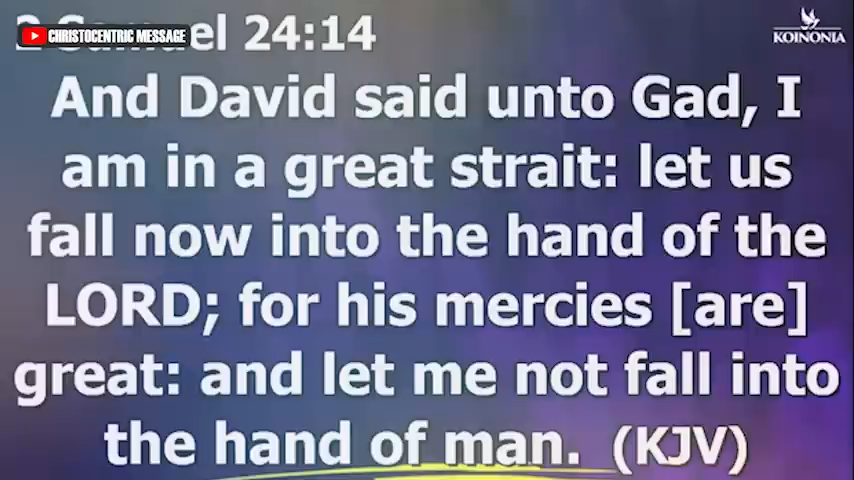 CHRISTOCENTRIC MESSAGE
2 Samuel 24:14
KOINONIA
And David said unto Gad, I
am in a great strait: let us
fall now into the hand of the
LORD; for his mercies [are]
great: and let me not fall into
the hand of man. (KJV)